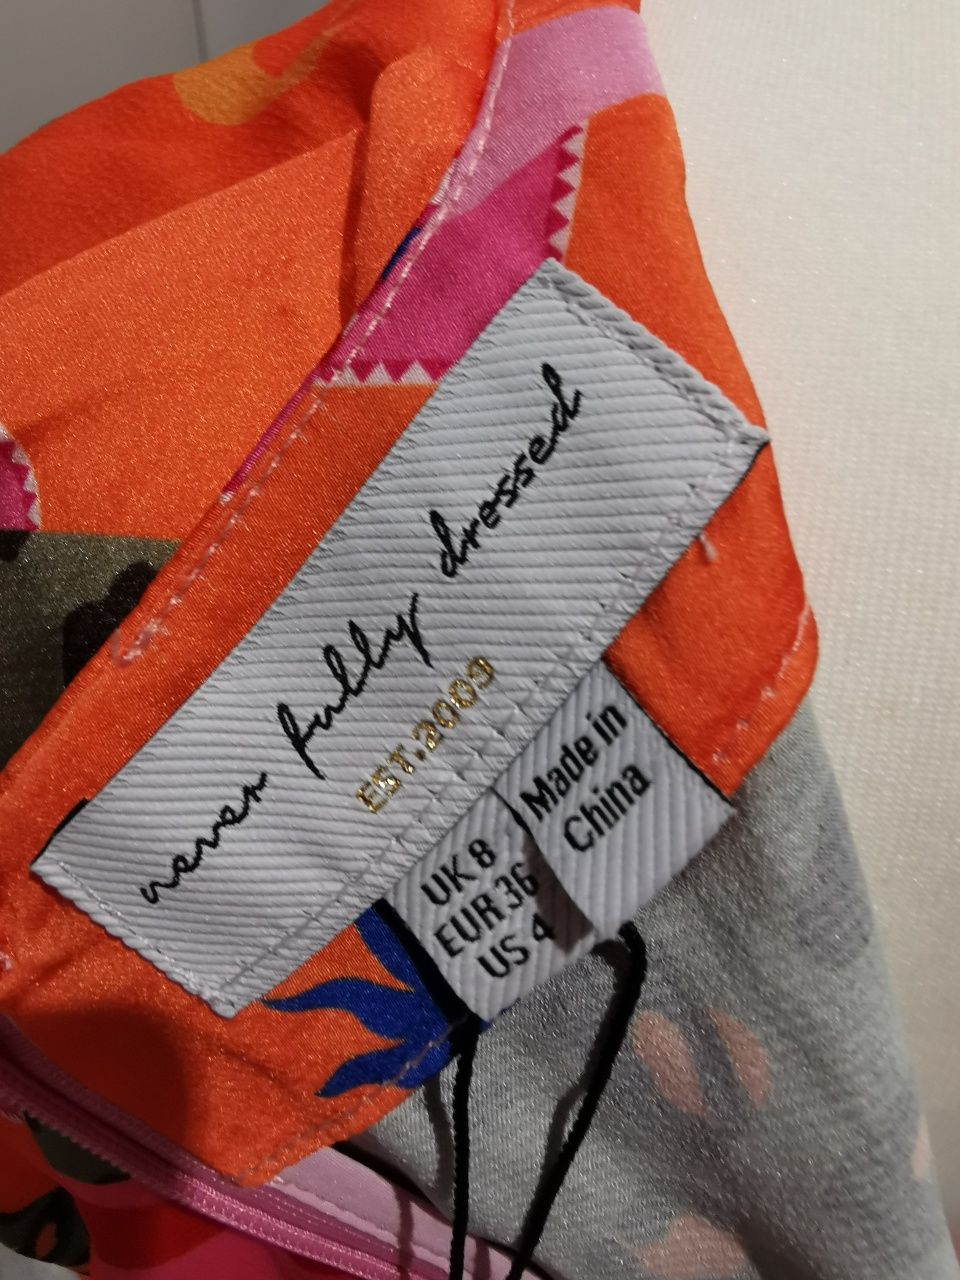 never fully dressed
EST.2009
UK 8
EUR 36
US 4
Made in
China